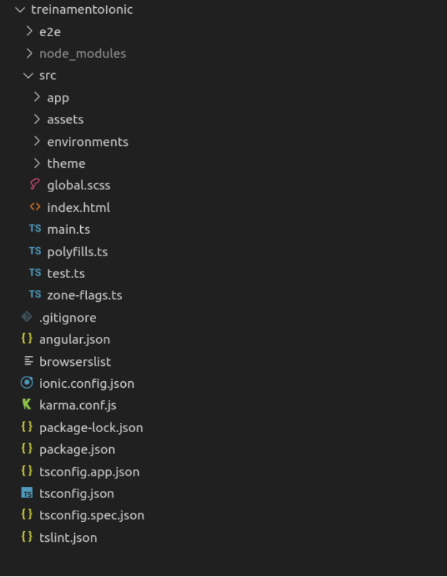 treinamentoIonic
e2e
node_modules
src
app
assets
environments
theme
global.scss
index.html
TS main.ts
TS polyfills.ts
TS test.ts
TS zone-flags.ts
.gitignore
{} angular.json
browserslist
ionic.config.json
karma.conf.js
{} package-lock.json
{} package.json
{} tsconfig.app.json
TS tsconfig.json
{} tsconfig.spec.json
{} tslint.json